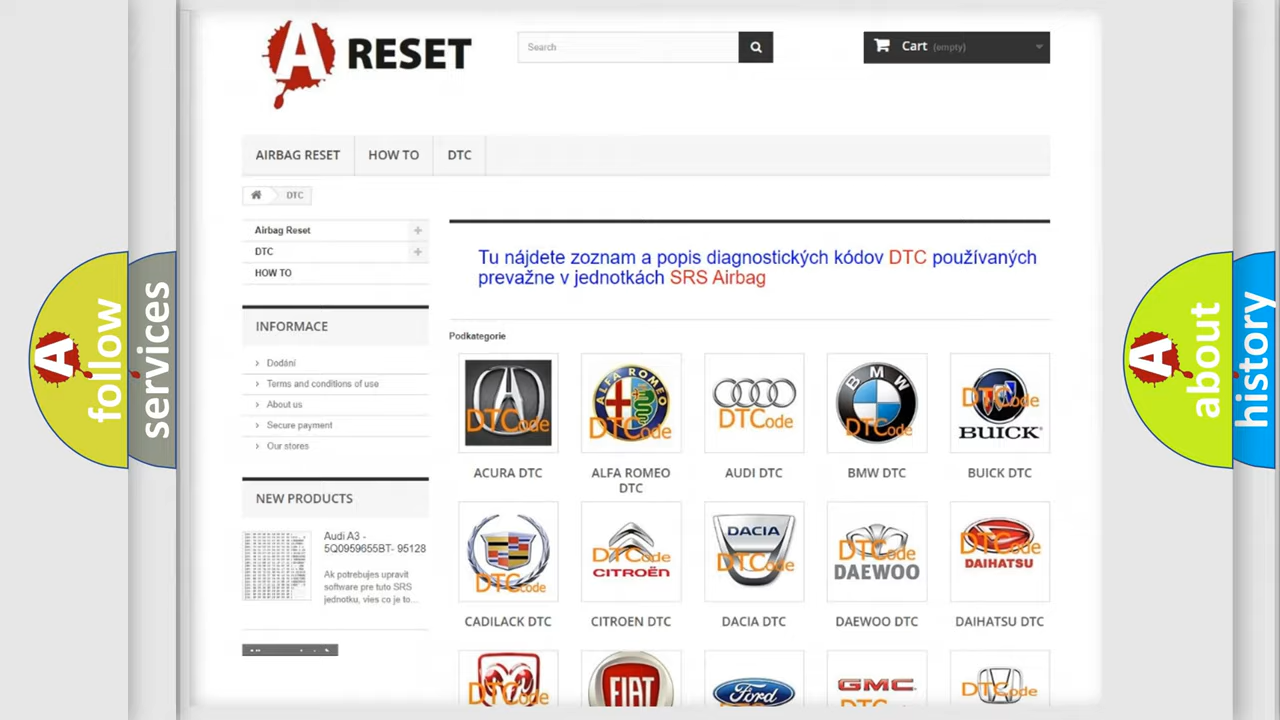 A RESET
Search
Cart (empty)
AIRBAG RESET
HOW TO
DTC
DTC
Airbag Reset
DTC
HOW TO
INFORMACE
Dodání
Terms and conditions of use
About us
Secure payment
Our stores
NEW PRODUCTS
Audi A3 -
5Q0959655BT- 95128
Ak potrebujes upravit
software pre tuto SRS
jednotku, vies co je to...
Tu nájdete zoznam a popis diagnostických kódov DTC používaných
prevažne v jednotkách SRS Airbag
Podkategorie
DTCode
ALFA ROMEO
DTCode
DTCode
BMW
DTCode
DTCode
BUICK
ACURA DTC
ALFA ROMEO
DTC
AUDI DTC
BMW DTC
BUICK DTC
DTCode
DTCode
CITROËN
DACIA
DTCode
DTCode
DAEWOO
DTCode
DAIHATSU
CADILACK DTC
CITROEN DTC
DACIA DTC
DAEWOO DTC
DAIHATSU DTC
DTCode
FIAT
Ford
GMC
DTCode
A follow
services
A about
history